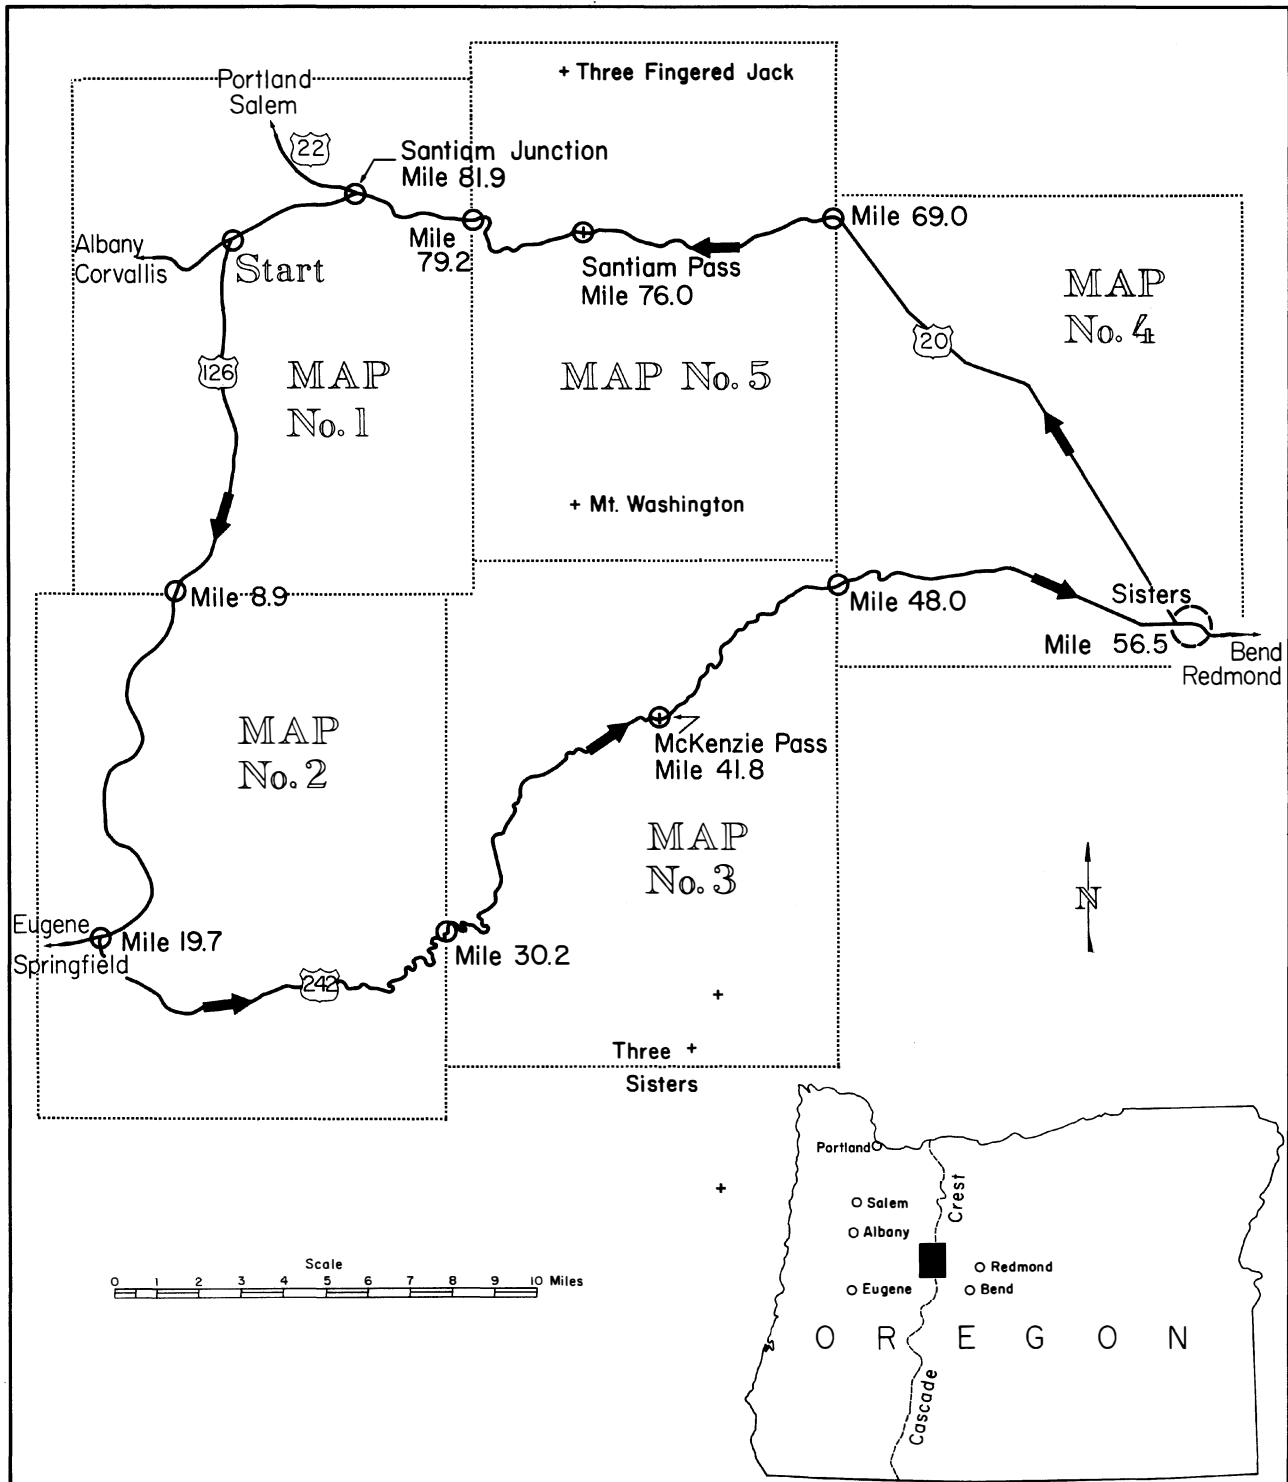 Portland
Salem
22
+ Three Fingered Jack
Santiam Junction
Mile 81.9
Albany
Corvallis
Start
Mile
79.2
Santiam Pass
Mile 76.0
Mile 69.0
MAP
No. 4
20
126
MAP
No. 1
MAP No. 5
+ Mt. Washington
Mile 8.9
Mile 48.0
Sisters
Mile 56.5
Bend
Redmond
MAP
No. 2
McKenzie Pass
Mile 41.8
MAP
No. 3
N
Eugene
Springfield
Mile 19.7
Mile 30.2
242
Three +
Sisters
Portland
Salem
Albany
Eugene
Redmond
Bend
Crest
Cascade
OREGON
Scale
0 1 2 3 4 5 6 7 8 9 10 Miles